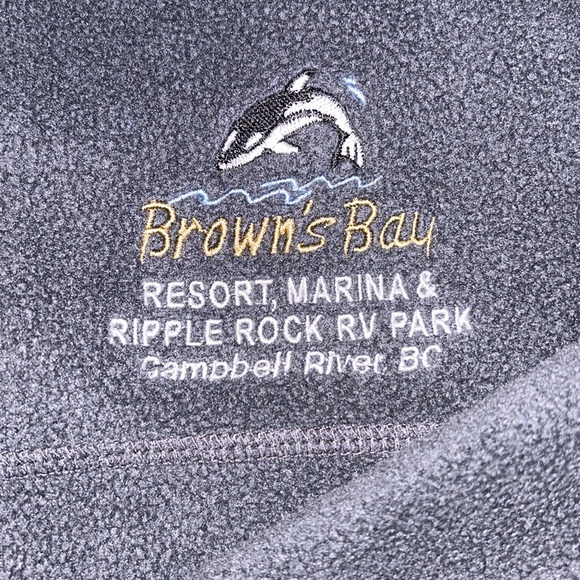 Brown's Bay
RESORT, MARINA &
RIPPLE ROCK RV PARK
Campbell River, BC